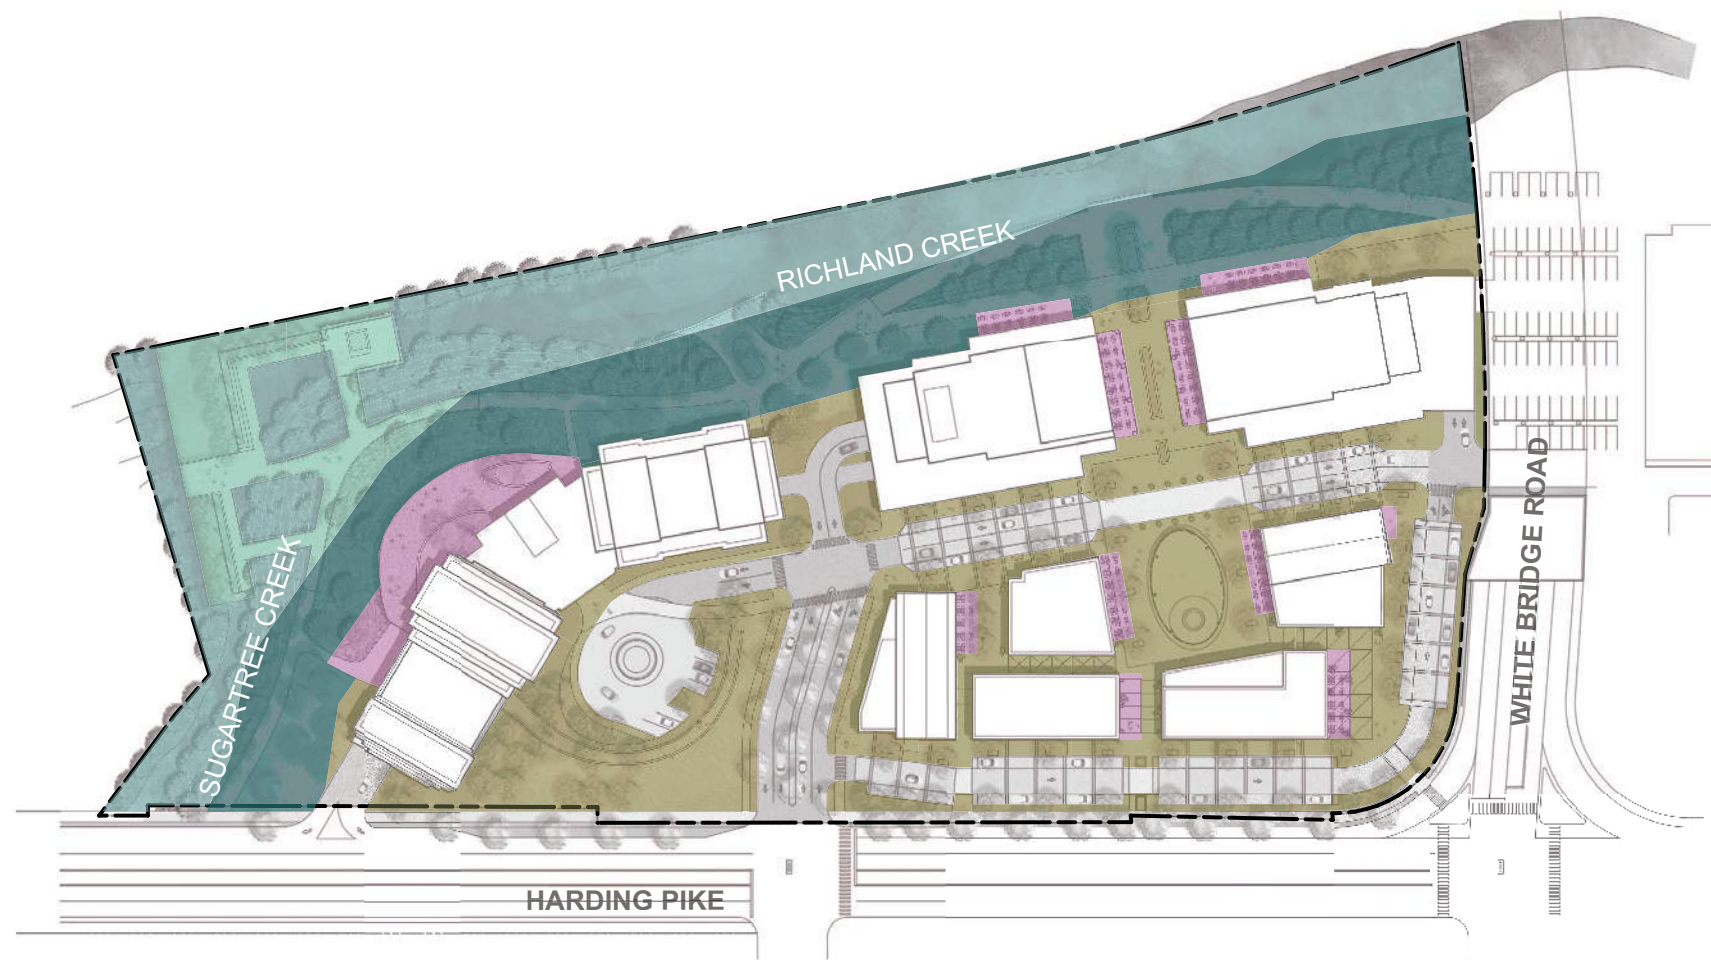 RICHLAND CREEK
SUGARTREE CREEK
WHITE BRIDGE ROAD
HARDING PIKE